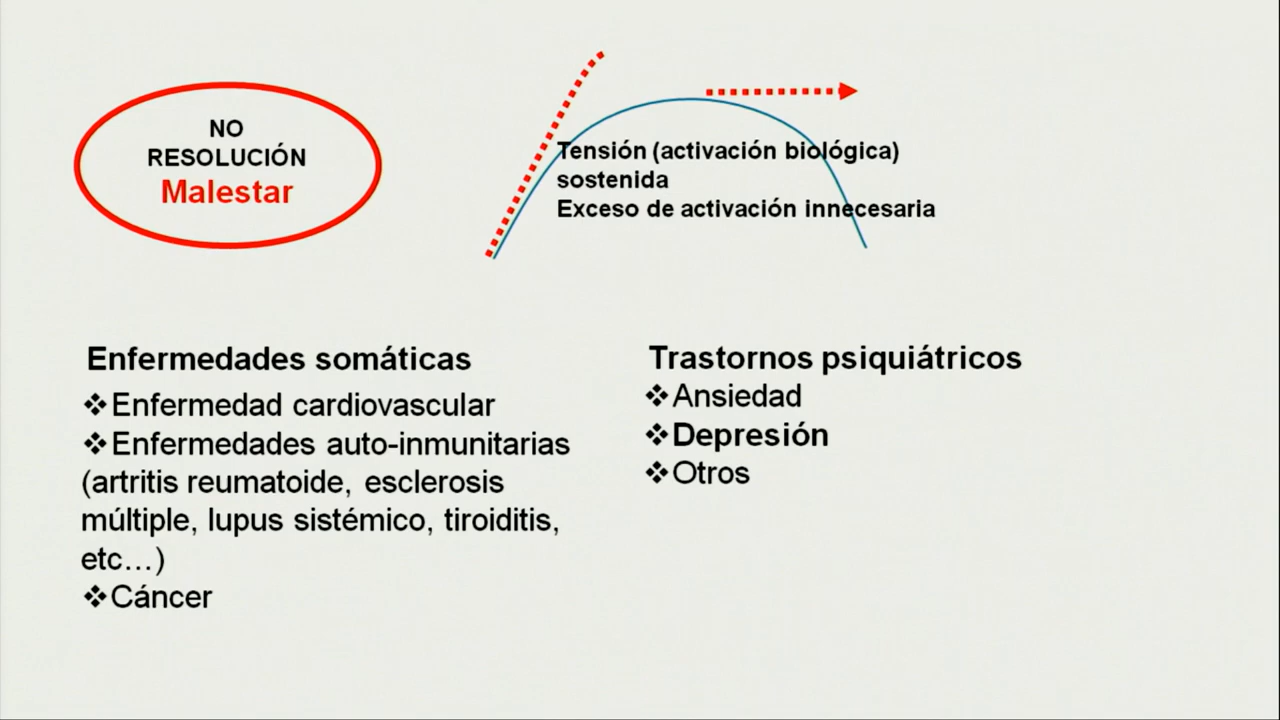 NO
RESOLUCIÓN
Malestar
Tensión (activación biológica)
sostenida
Exceso de activación innecesaria
Enfermedades somáticas
❖Enfermedad cardiovascular
❖Enfermedades auto-inmunitarias
(artritis reumatoide, esclerosis
múltiple, lupus sistémico, tiroiditis,
etc…)
❖Cáncer
Trastornos psiquiátricos
❖Ansiedad
❖Depresión
❖Otros